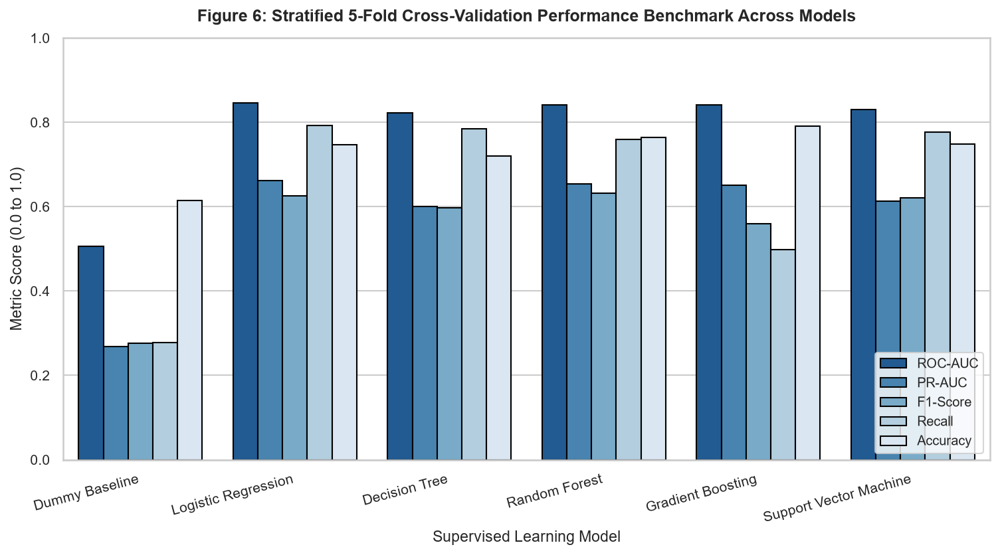 Figure 6: Stratified 5-Fold Cross-Validation Performance Benchmark Across Models
Metric Score (0.0 to 1.0)
1.0
0.8
0.6
0.4
0.2
0.0
ROC-AUC
PR-AUC
F1-Score
Recall
Accuracy
Dummy Baseline
Logistic Regression
Decision Tree
Random Forest
Gradient Boosting
Support Vector Machine
Supervised Learning Model